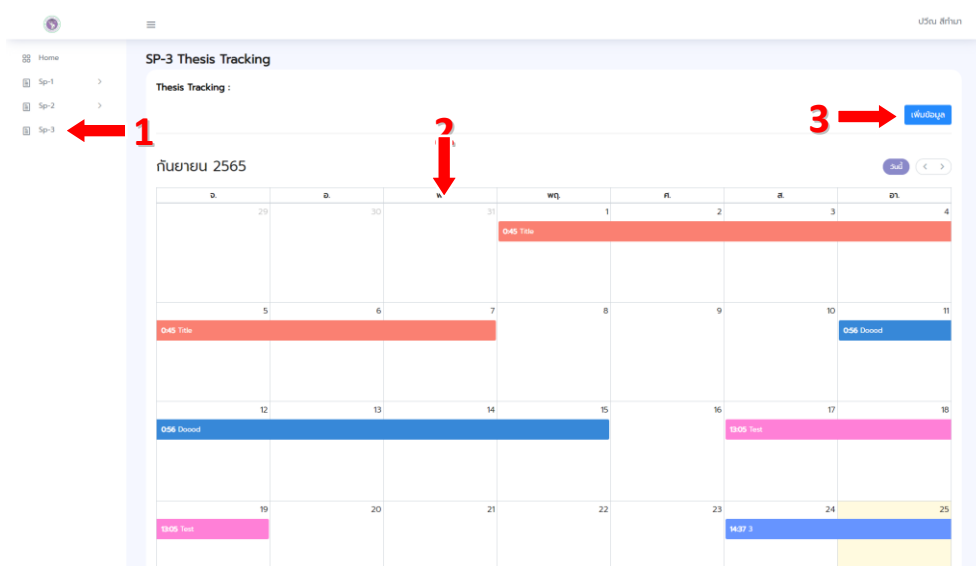 ปวีณ สีทำมา
Home
Sp-1
Sp-2
Sp-3
1
SP-3 Thesis Tracking
Thesis Tracking :
3
เพิ่มข้อมูล
2
กันยายน 2565
วันนี้
จ. อ. พฤ. ศ. ส. อา.
29 30 31 1 2 3 4
0:45 Title
5 6 7 8 9 10 11
0:45 Title
0:56 Doood
12 13 14 15 16 17 18
0:56 Doood
13:05 Test
19 20 21 22 23 24 25
13:05 Test
14:37 3